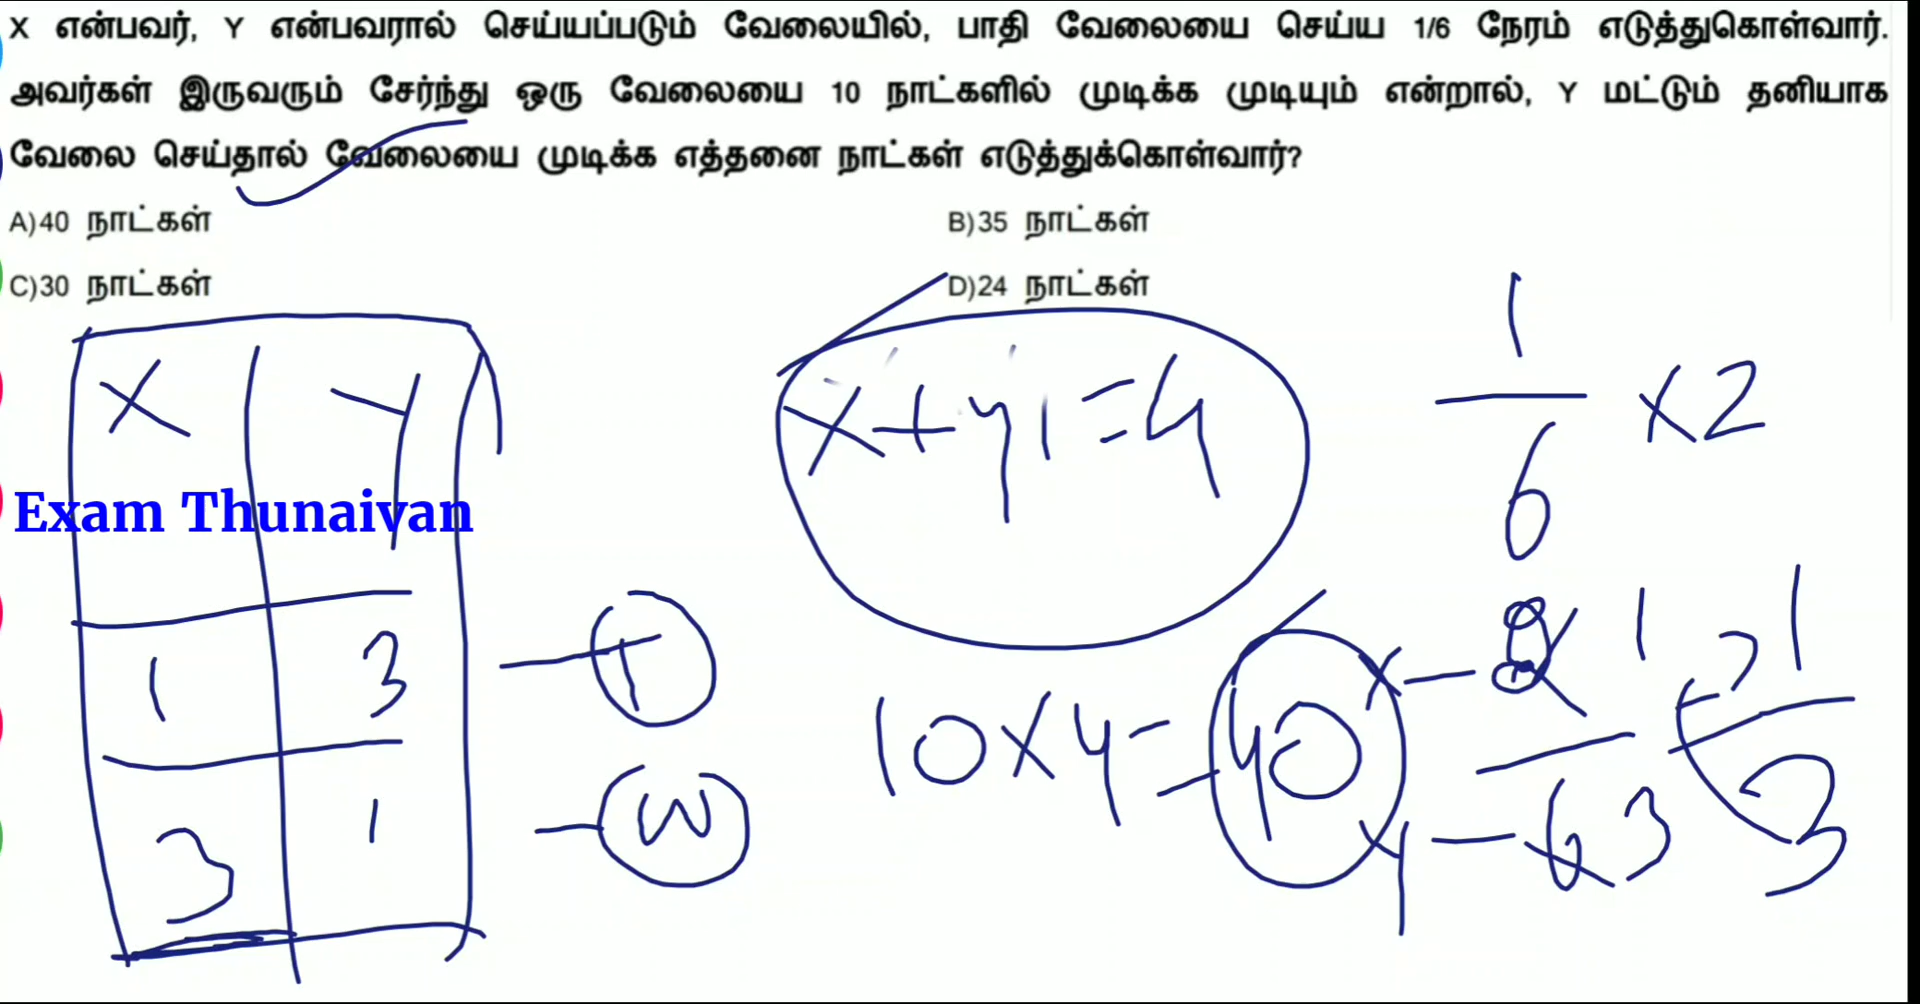 X என்பவர், Y என்பவரால் செய்யப்படும் வேலையில், பாதி வேலையை செய்ய 1/6 நேரம் எடுத்துகொள்வார்.
அவர்கள் இருவரும் சேர்ந்து ஒரு வேலையை 10 நாட்களில் முடிக்க முடியும் என்றால், Y மட்டும் தனியாக
வேலை செய்தால் வேலையை முடிக்க எத்தனை நாட்கள் எடுத்துக்கொள்வார்?
A)40 நாட்கள்
B)35 நாட்கள்
C)30 நாட்கள்
D)24 நாட்கள்
X Y
Exam Thunaivan
1 3 – T
3 1 – W
1/6 ×2
10×4=40
1/3